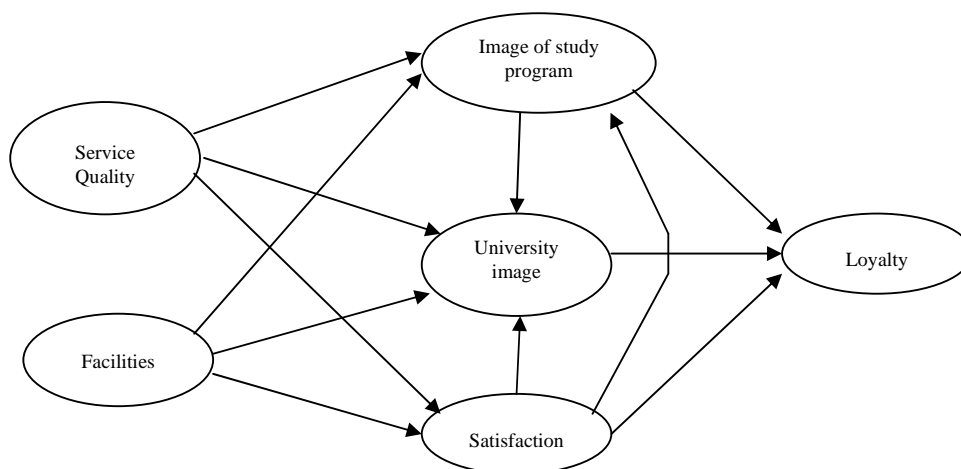 Image of study
program
Service
Quality
University
image
Loyalty
Facilities
Satisfaction